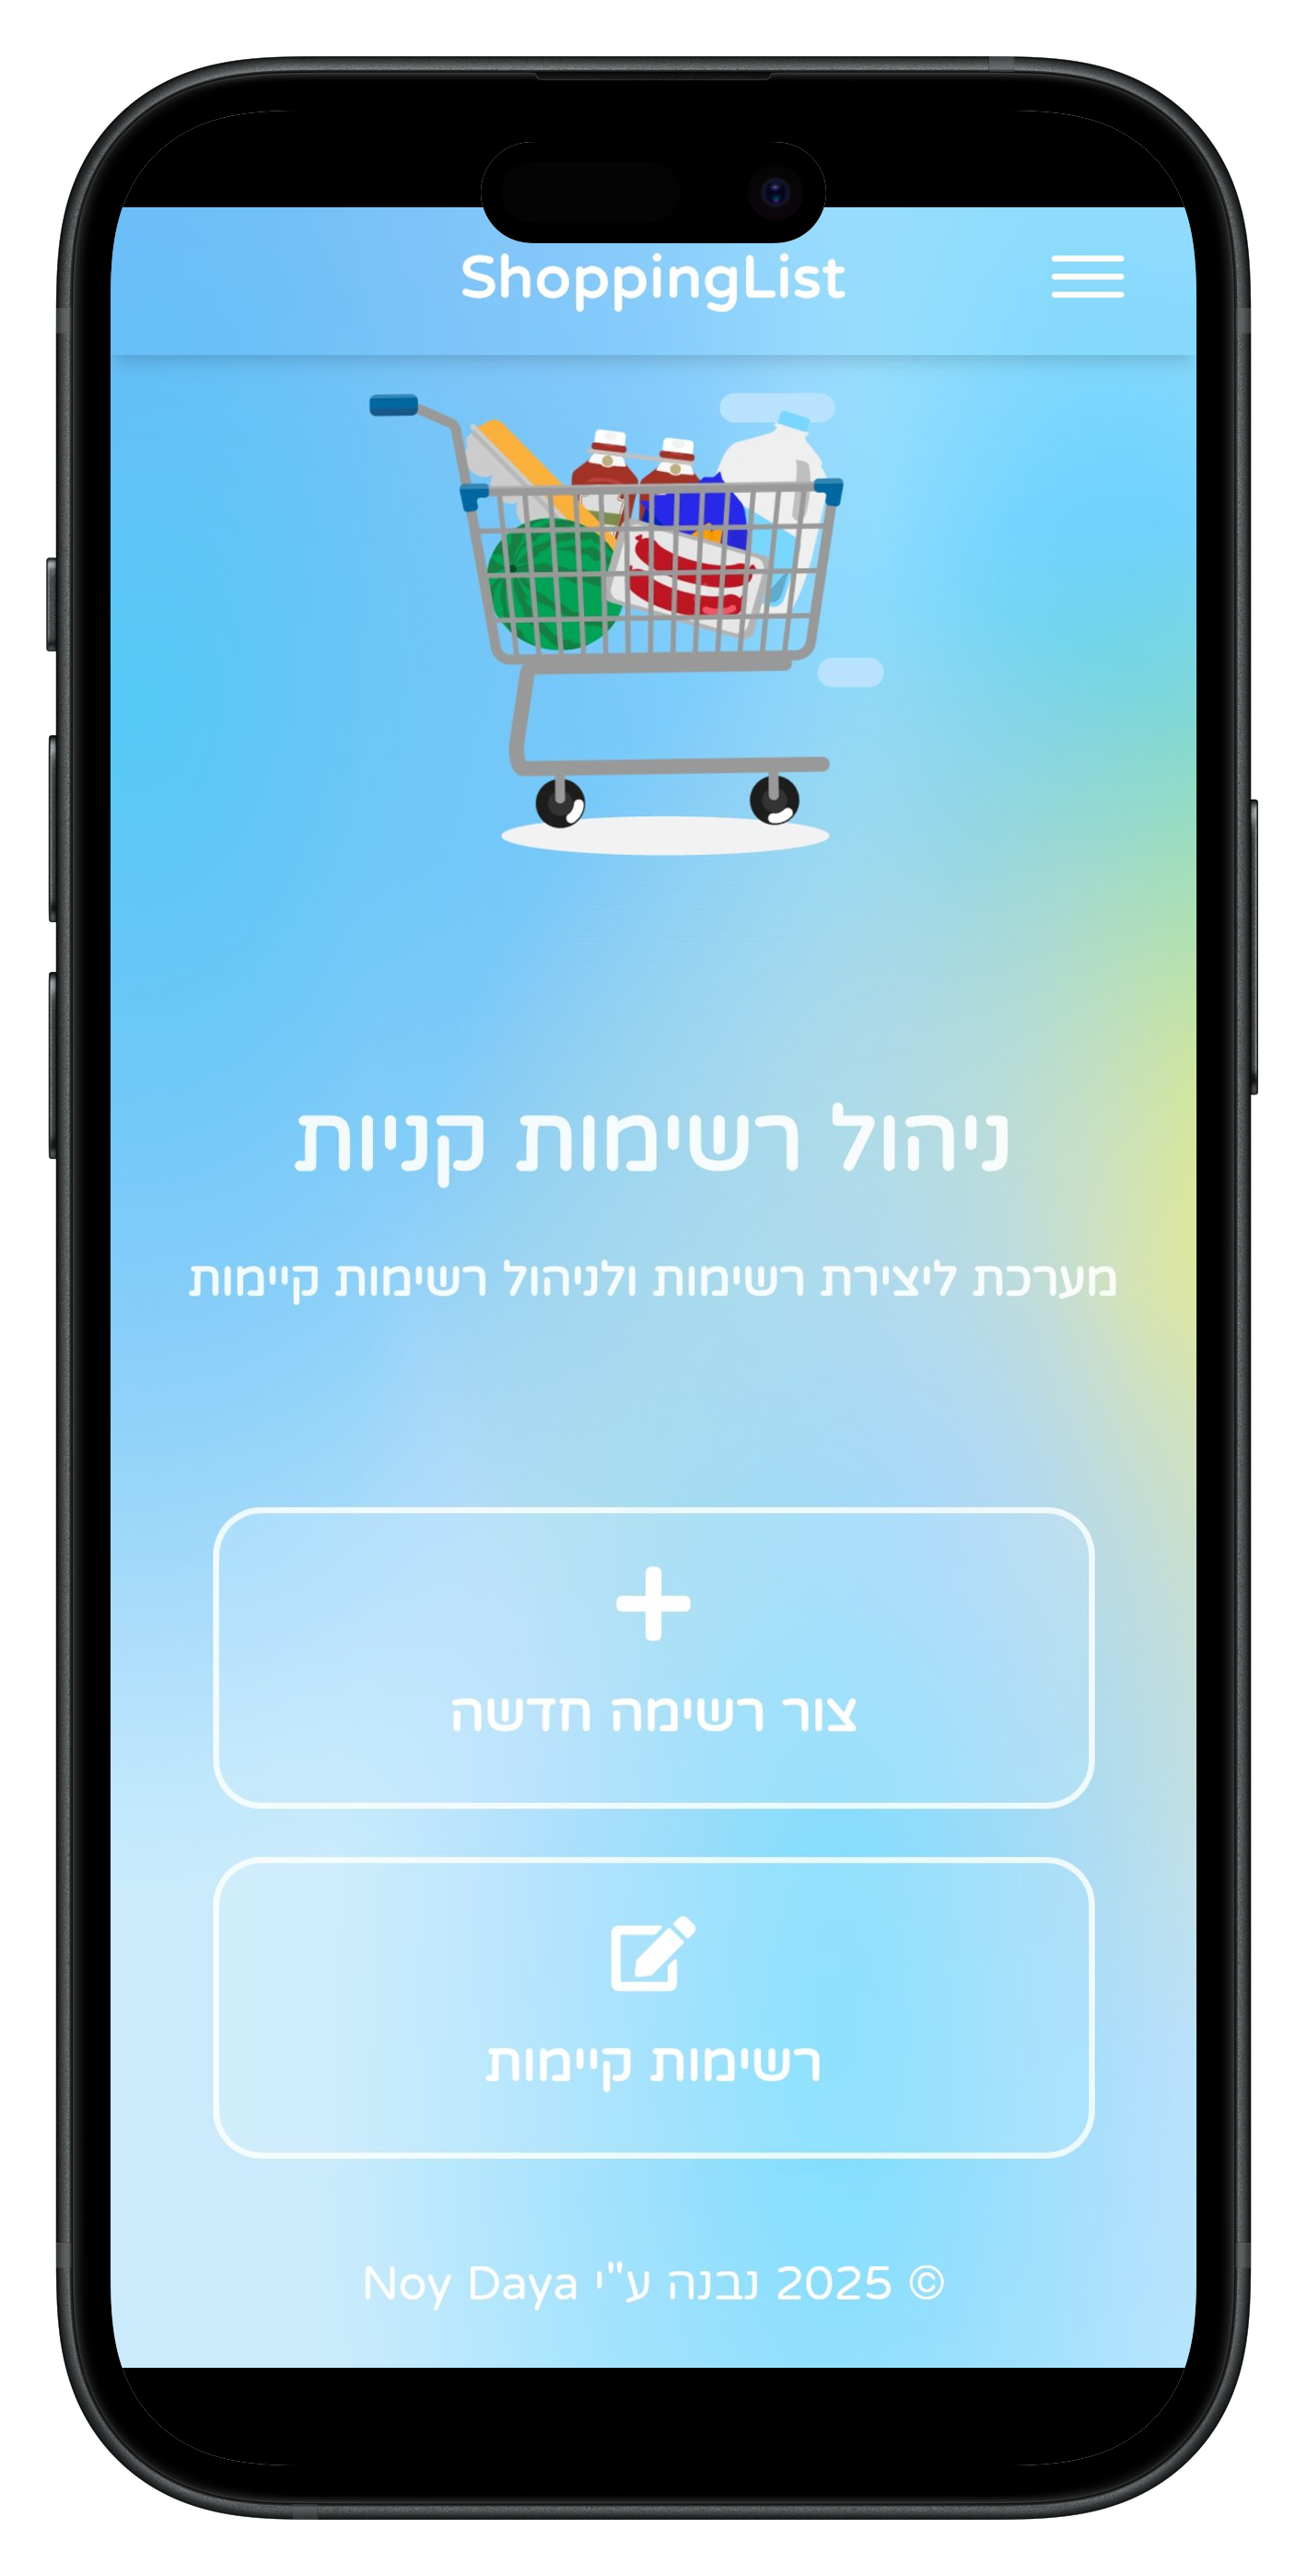 ShoppingList
ניהול רשימות קניות
מערכת ליצירת רשימות ולניהול רשימות קיימות
צור רשימה חדשה
רשימות קיימות
© 2025 נבנה ע"י Noy Daya